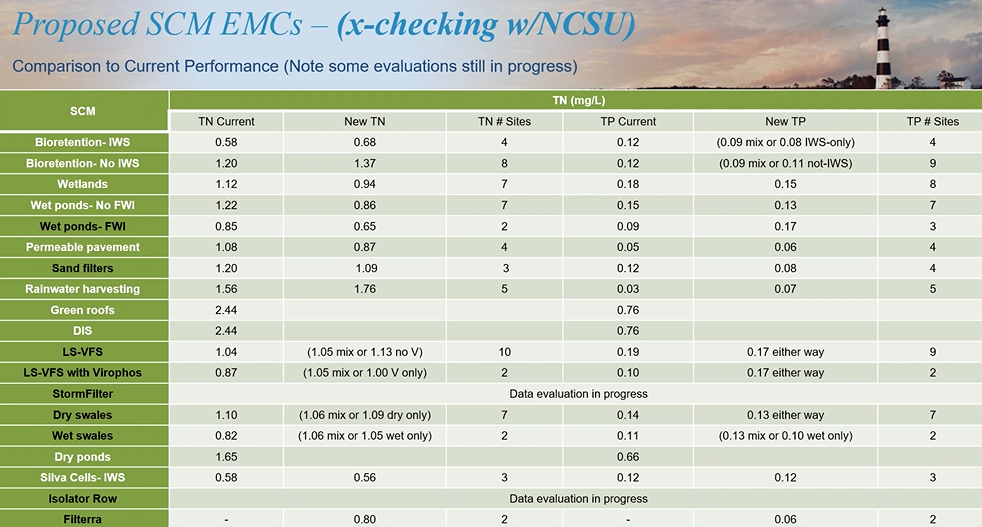 Proposed SCM EMCs – (x-checking w/NCSU)
Comparison to Current Performance (Note some evaluations still in progress)
SCM TN (mg/L)
TN Current New TN TN # Sites TP Current New TP TP # Sites
Bioretention- IWS 0.58 0.68 4 0.12 (0.09 mix or 0.08 IWS-only) 4
Bioretention- No IWS 1.20 1.37 8 0.12 (0.09 mix or 0.11 not-IWS) 9
Wetlands 1.12 0.94 7 0.18 0.15 8
Wet ponds- No FWI 1.22 0.86 7 0.15 0.13 7
Wet ponds- FWI 0.85 0.65 2 0.09 0.17 3
Permeable pavement 1.08 0.87 4 0.05 0.06 4
Sand filters 1.20 1.09 3 0.12 0.08 4
Rainwater harvesting 1.56 1.76 5 0.03 0.07 5
Green roofs 2.44 0.76
DIS 2.44 0.76
LS-VFS 1.04 (1.05 mix or 1.13 no V) 10 0.19 0.17 either way 9
LS-VFS with Virophos 0.87 (1.05 mix or 1.00 V only) 2 0.10 0.17 either way 2
StormFilter Data evaluation in progress
Dry swales 1.10 (1.06 mix or 1.09 dry only) 7 0.14 0.13 either way 7
Wet swales 0.82 (1.06 mix or 1.05 wet only) 2 0.11 (0.13 mix or 0.10 wet only) 2
Dry ponds 1.65 0.66
Silva Cells- IWS 0.58 0.56 3 0.12 0.12 3
Isolator Row Data evaluation in progress
Filterra - 0.80 2 - 0.06 2